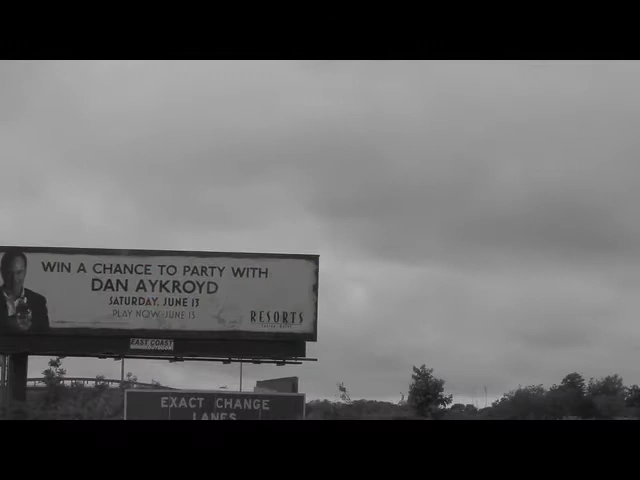 WIN A CHANCE TO PARTY WITH
DAN AYKROYD
SATURDAY, JUNE 13
PLAY NOW-JUNE 13
RESORTS
EAST COAST
EXACT CHANGE
LANES